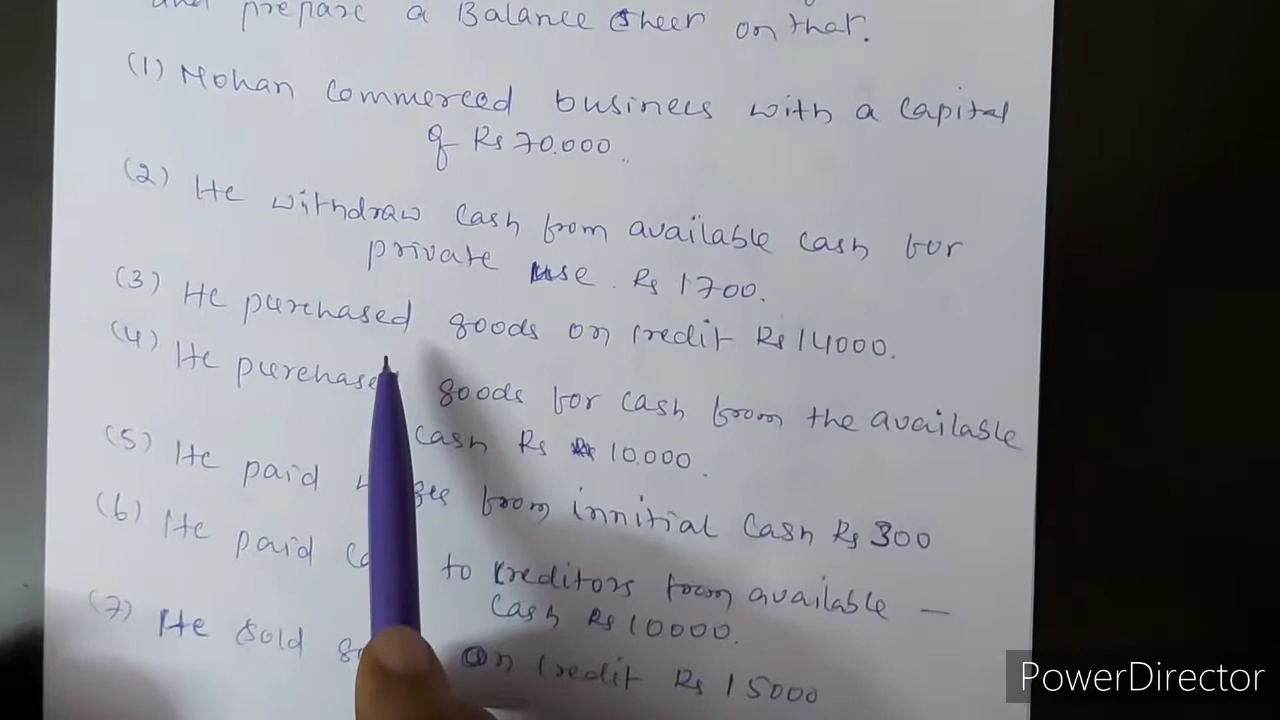 prepare a Balance Sheer on that.
(1) Mohan Commereed business with a capital
of Rs 70.000
(2) He withdraw cash from available cash for
private use. Rs 1700.
(3) He purchased goods on credit Rs 14000.
(4) He purchased goods for cash from the available
cash Rs 10.000.
(5) He paid from innitial Cash Rs 300
(6) He paid to creditors from available —
Cash Rs 10000.
(7) He sold on credit Rs 15000
PowerDirector